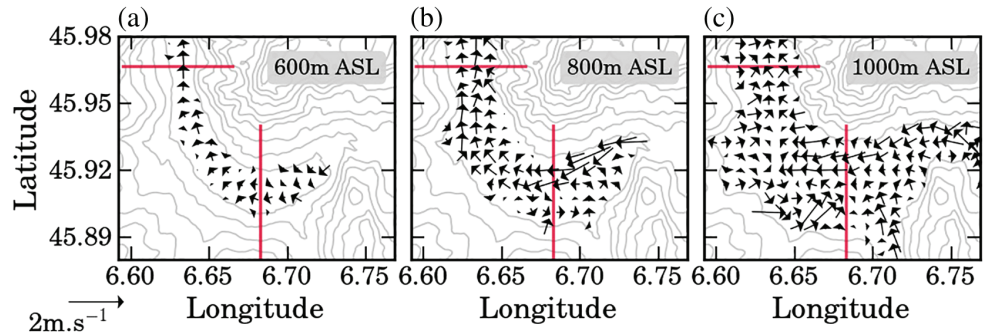 (a) (b) (c)
600m ASL 800m ASL 1000m ASL
45.98
45.95
45.92
45.89
Latitude
6.60 6.65 6.70 6.75 6.60 6.65 6.70 6.75 6.60 6.65 6.70 6.75
Longitude Longitude Longitude
2m.s⁻¹